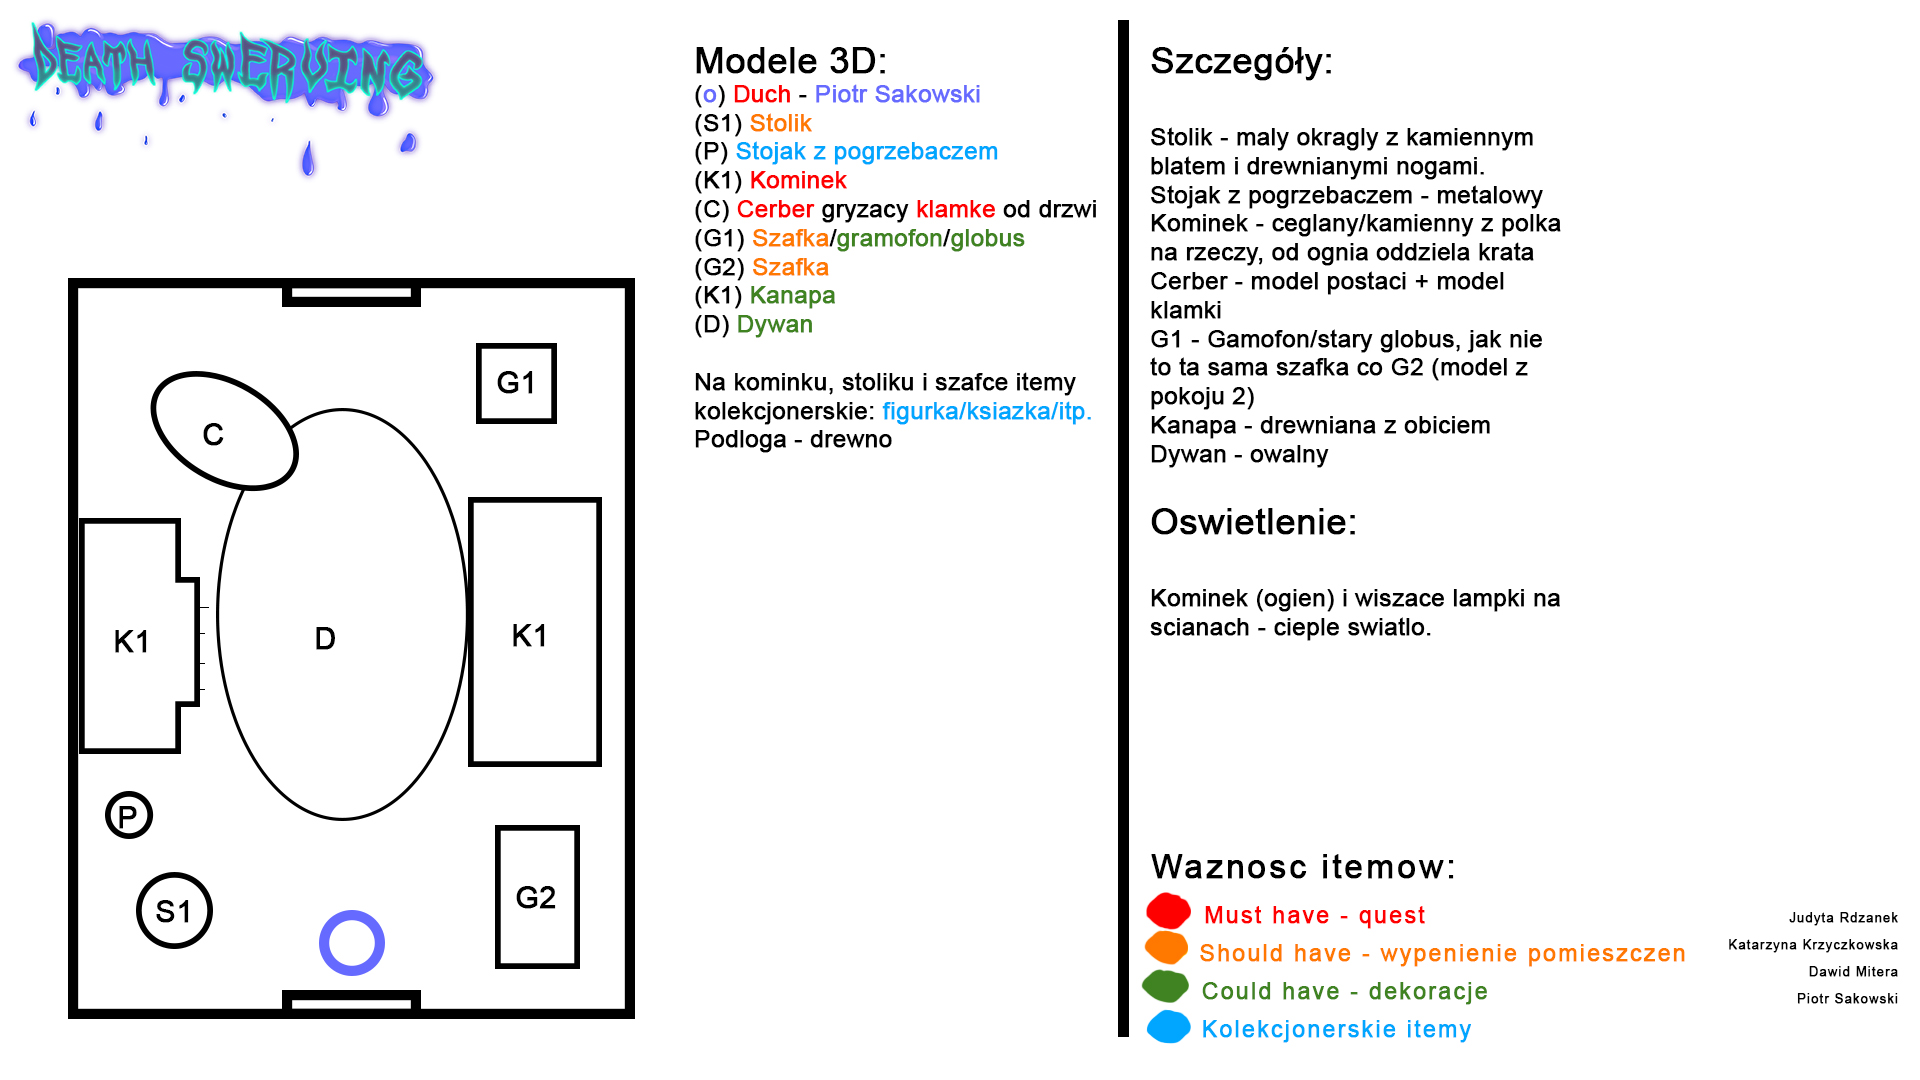 DEATH SWERVING
Modele 3D:
(o) Duch - Piotr Sakowski
(S1) Stolik
(P) Stojak z pogrzebaczem
(K1) Kominek
(C) Cerber gryzacy klamke od drzwi
(G1) Szafka/gramofon/globus
(G2) Szafka
(K1) Kanapa
(D) Dywan
Na kominku, stoliku i szafce itemy
kolekcjonerskie: figurka/ksiazka/itp.
Podloga - drewno
G1
C
K1
D
K1
P
S1
G2
Szczegóły:
Stolik - maly okragly z kamiennym
blatem i drewnianymi nogami.
Stojak z pogrzebaczem - metalowy
Kominek - ceglany/kamienny z polka
na rzeczy, od ognia oddziela krata
Cerber - model postaci + model
klamki
G1 - Gamofon/stary globus, jak nie
to ta sama szafka co G2 (model z
pokoju 2)
Kanapa - drewniana z obiciem
Dywan - owalny
Oswietlenie:
Kominek (ogien) i wiszace lampki na
scianach - cieple swiatlo.
Waznosc itemow:
Must have - quest
Should have - wypenienie pomieszczen
Could have - dekoracje
Kolekcjonerskie itemy
Judyta Rdzanek
Katarzyna Krzyczkowska
Dawid Mitera
Piotr Sakowski